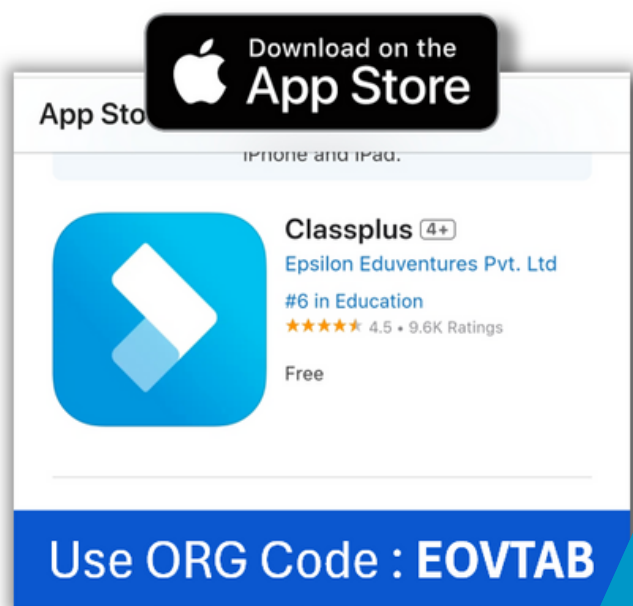 Download on the
App Store
App Sto
iPhone and iPad.
Classplus 4+
Epsilon Eduventures Pvt. Ltd
#6 in Education
4.5 • 9.6K Ratings
Free
Use ORG Code : EOVTAB